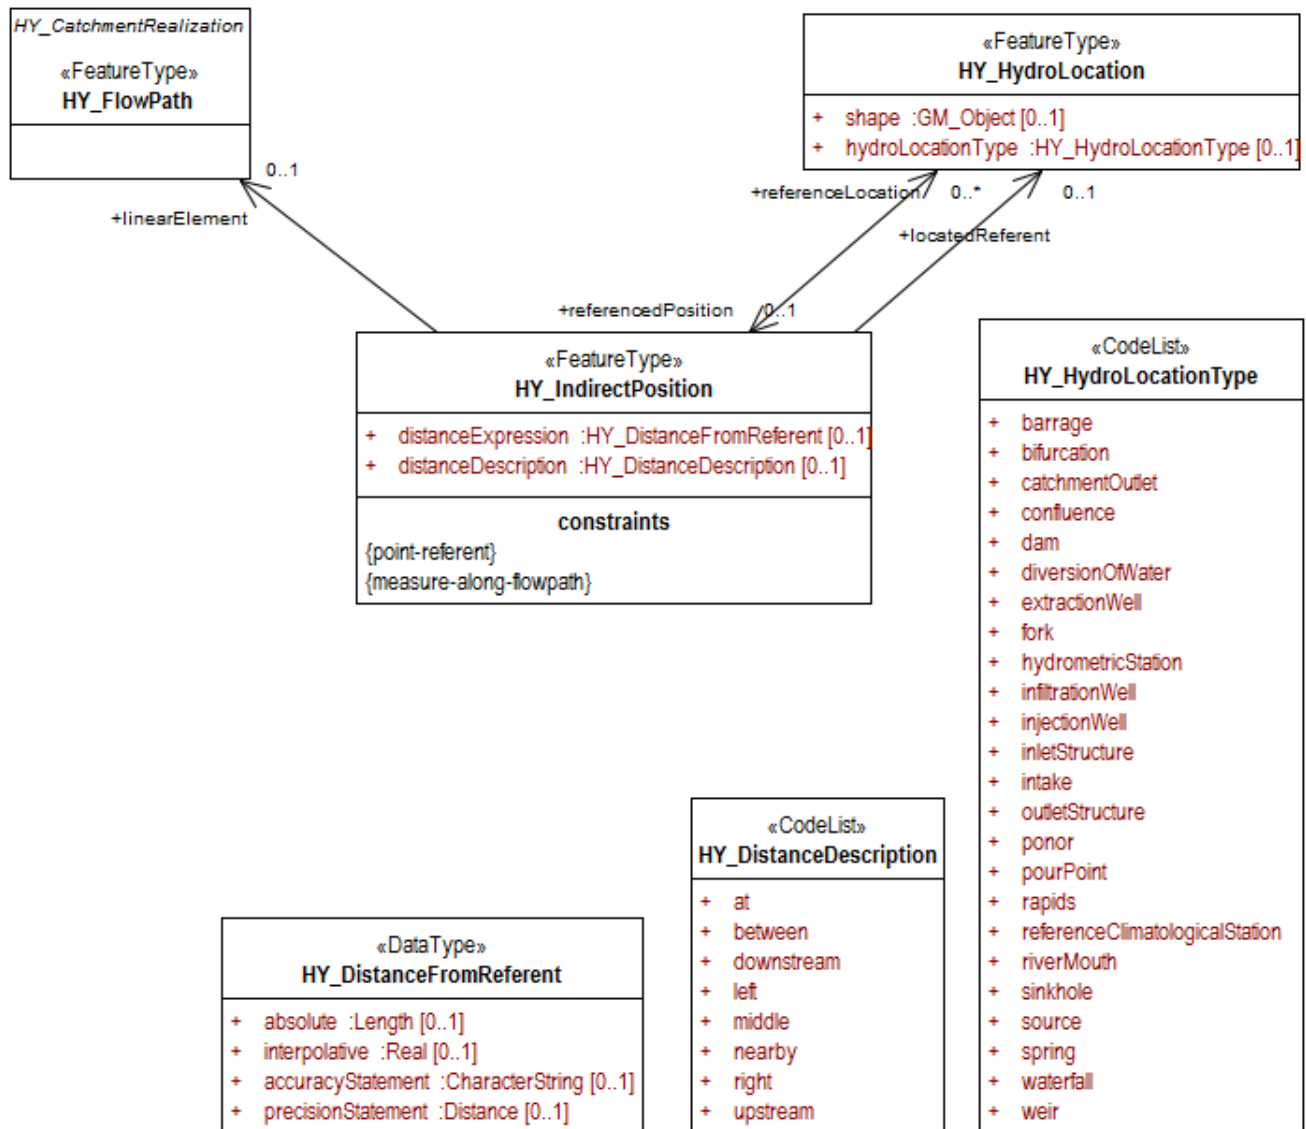 HY_CatchmentRealization
«FeatureType»
HY_FlowPath
0..1
+linearElement
«FeatureType»
HY_HydroLocation
+ shape :GM_Object [0..1]
+ hydroLocationType :HY_HydroLocationType [0..1]
+referenceLocation
0..*
0..1
+locatedReferent
+referencedPosition
0..1
«FeatureType»
HY_IndirectPosition
+ distanceExpression :HY_DistanceFromReferent [0..1]
+ distanceDescription :HY_DistanceDescription [0..1]
constraints
{point-referent}
{measure-along-flowpath}
«CodeList»
HY_HydroLocationType
+ barrage
+ bifurcation
+ catchmentOutlet
+ confluence
+ dam
+ diversionOfWater
+ extractionWell
+ fork
+ hydrometricStation
+ infiltrationWell
+ injectionWell
+ inletStructure
+ intake
+ outletStructure
+ ponor
+ pourPoint
+ rapids
+ referenceClimatologicalStation
+ riverMouth
+ sinkhole
+ source
+ spring
+ waterfall
+ weir
«CodeList»
HY_DistanceDescription
+ at
+ between
+ downstream
+ left
+ middle
+ nearby
+ right
+ upstream
«DataType»
HY_DistanceFromReferent
+ absolute :Length [0..1]
+ interpolative :Real [0..1]
+ accuracyStatement :CharacterString [0..1]
+ precisionStatement :Distance [0..1]